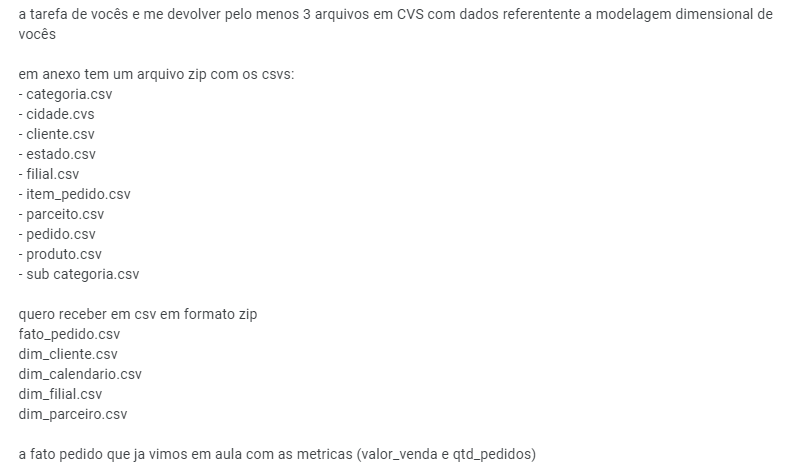 a tarefa de vocês e me devolver pelo menos 3 arquivos em CVS com dados referentente a modelagem dimensional de
vocês
em anexo tem um arquivo zip com os csvs:
- categoria.csv
- cidade.cvs
- cliente.csv
- estado.csv
- filial.csv
- item_pedido.csv
- parceito.csv
- pedido.csv
- produto.csv
- sub categoria.csv
quero receber em csv em formato zip
fato_pedido.csv
dim_cliente.csv
dim_calendario.csv
dim_filial.csv
dim_parceiro.csv
a fato pedido que ja vimos em aula com as metricas (valor_venda e qtd_pedidos)